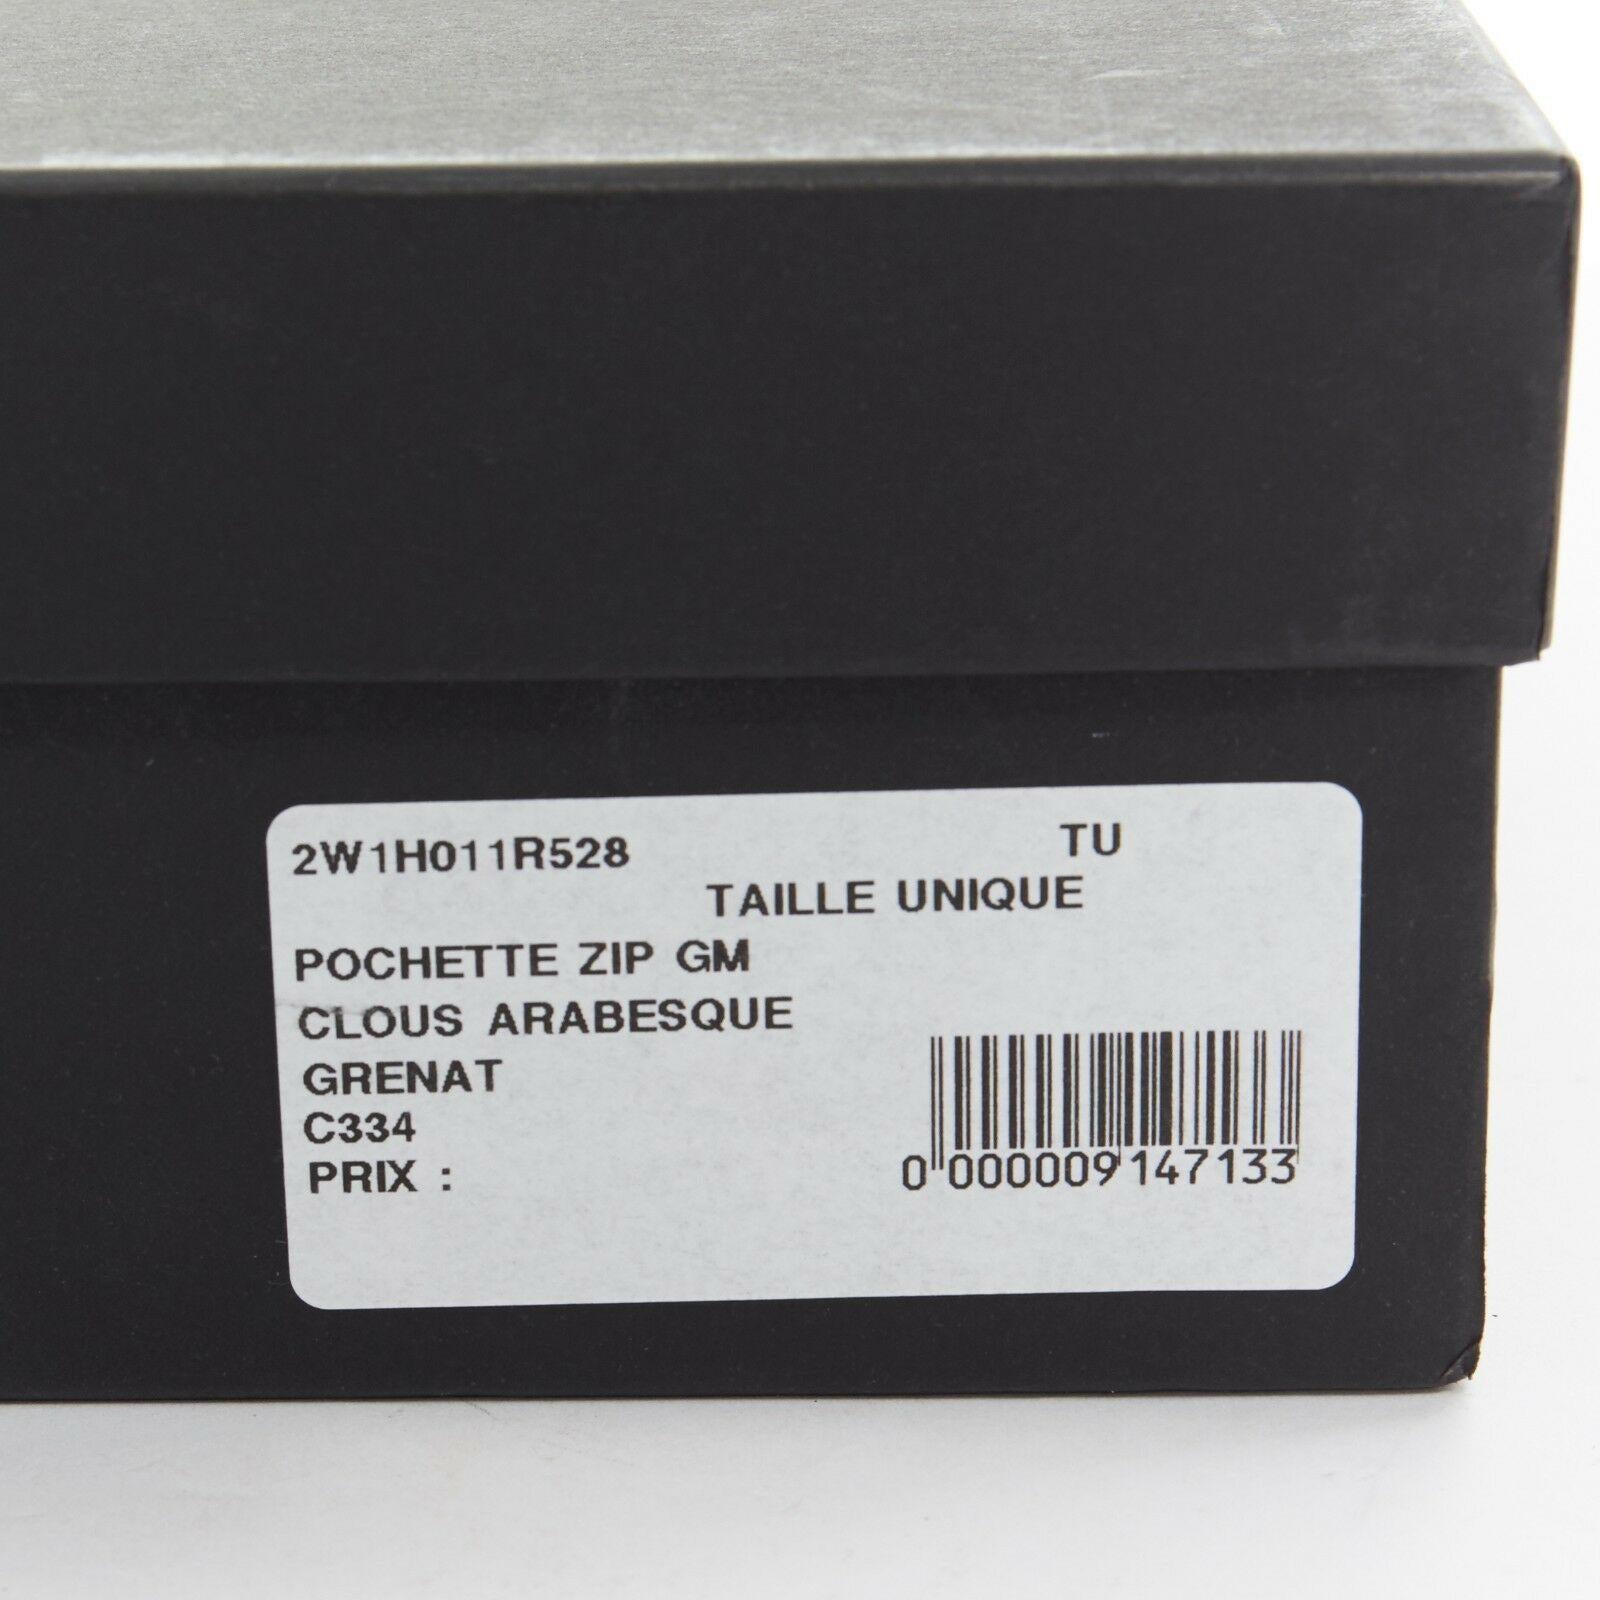 2W1H011R528 TU
TAILLE UNIQUE
POCHETTE ZIP GM
CLOUS ARABESQUE
GRENAT
C334
PRIX :
0 000009 147133